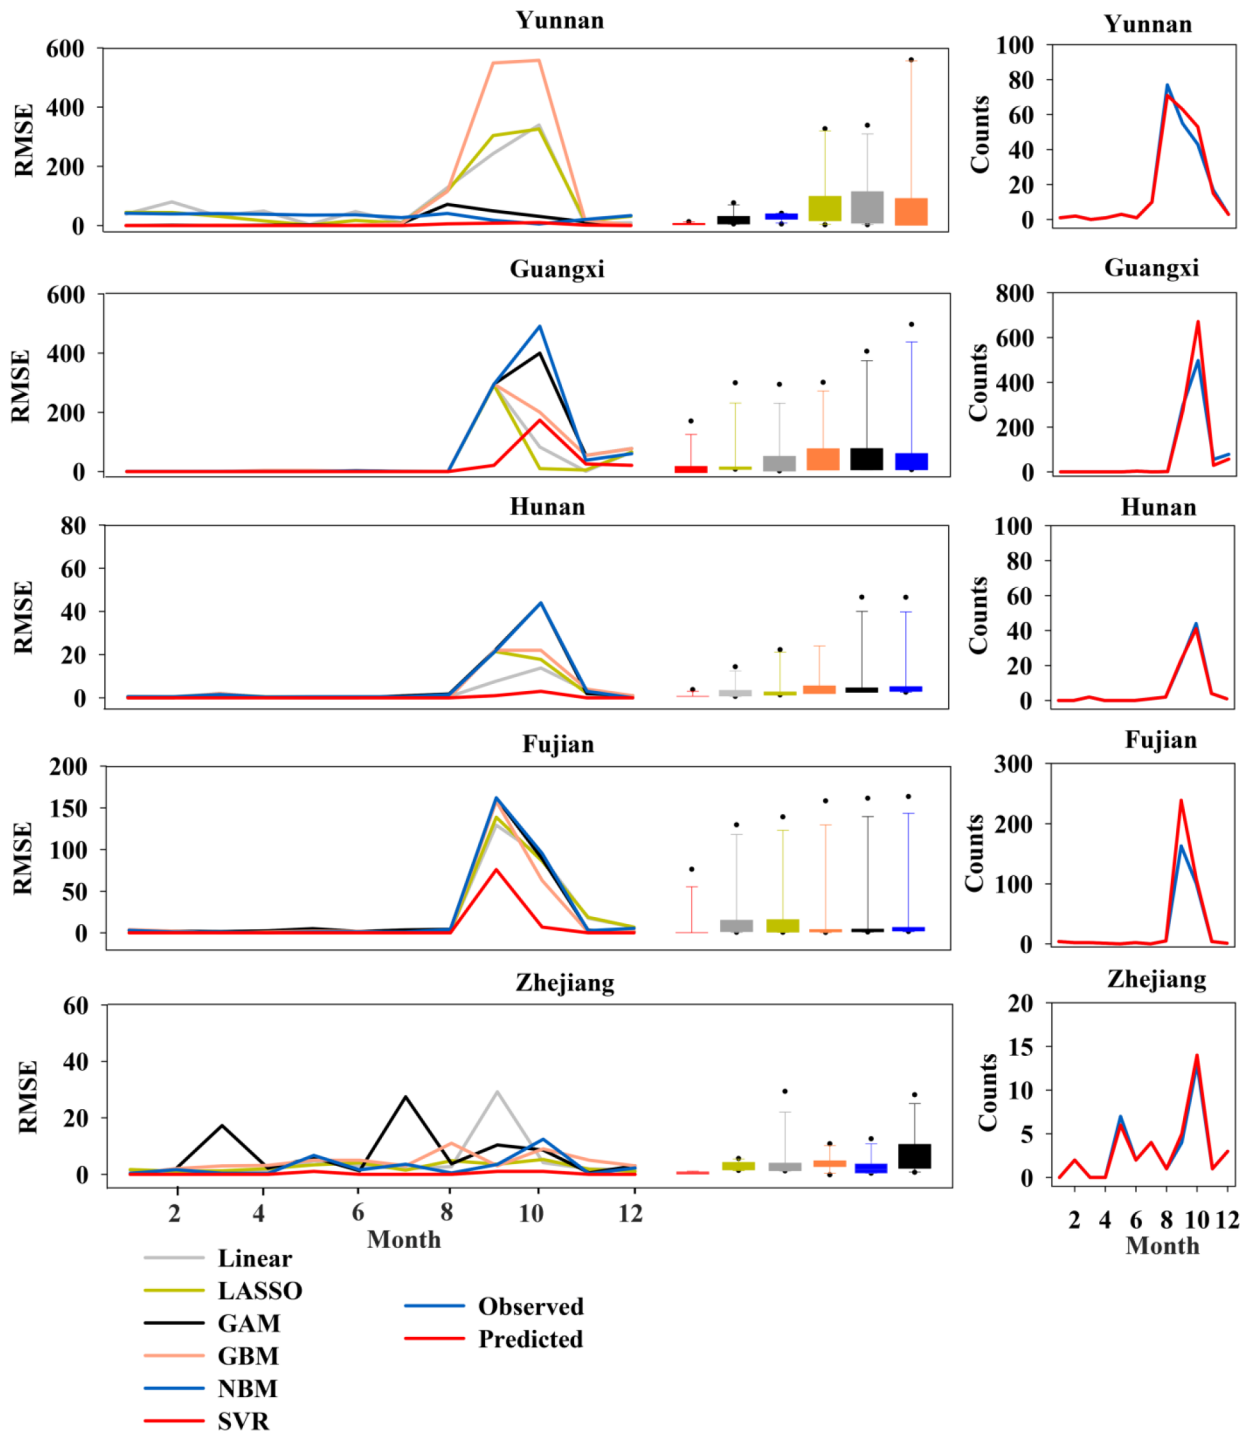 Yunnan
600
400
200
0
RMSE
Yunnan
100
80
60
40
20
0
Counts
Guangxi
600
400
200
0
RMSE
Guangxi
800
600
400
200
0
Counts
Hunan
80
60
40
20
0
RMSE
Hunan
100
80
60
40
20
0
Counts
Fujian
200
150
100
50
0
RMSE
Fujian
300
200
100
0
Counts
Zhejiang
60
40
20
0
RMSE
2 4 6 8 10 12
Month
Zhejiang
20
15
10
5
0
Counts
2 4 6 8 10 12
Month
Linear
LASSO
GAM
GBM
NBM
SVR
Observed
Predicted